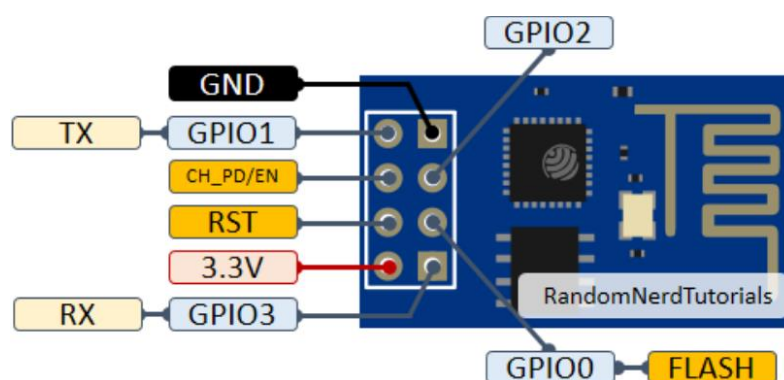 GPIO2
GND
TX GPIO1
CH_PD/EN
RST
3.3V
RandomNerdTutorials
RX GPIO3
GPIO0 FLASH